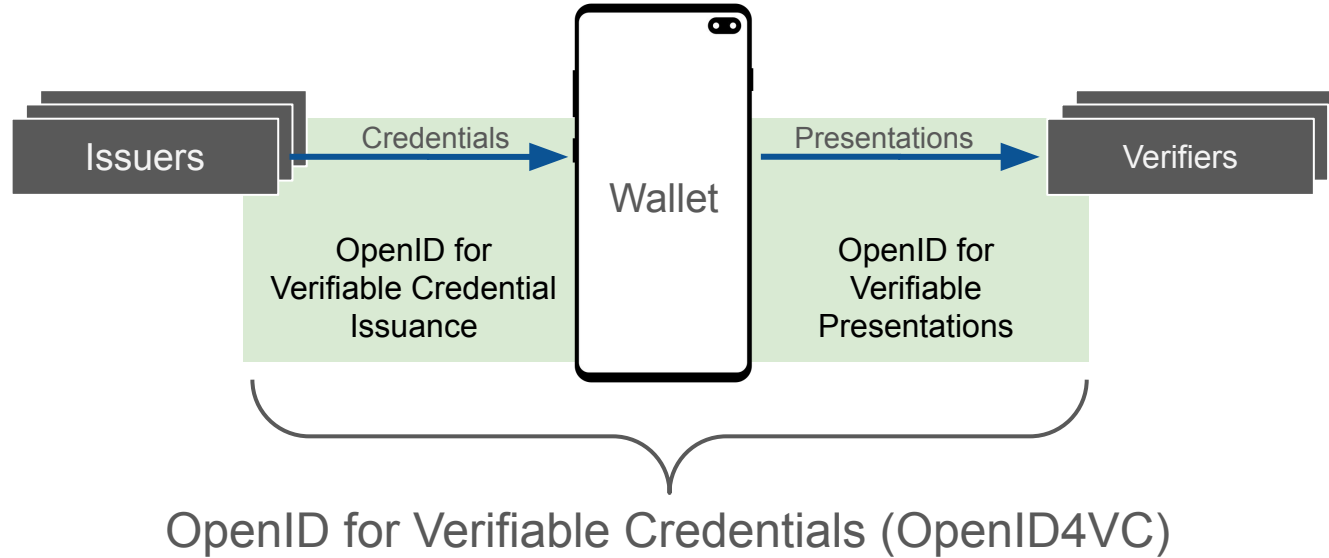 Issuers
Credentials
Wallet
Presentations
Verifiers
OpenID for
Verifiable Credential
Issuance
OpenID for
Verifiable
Presentations
OpenID for Verifiable Credentials (OpenID4VC)